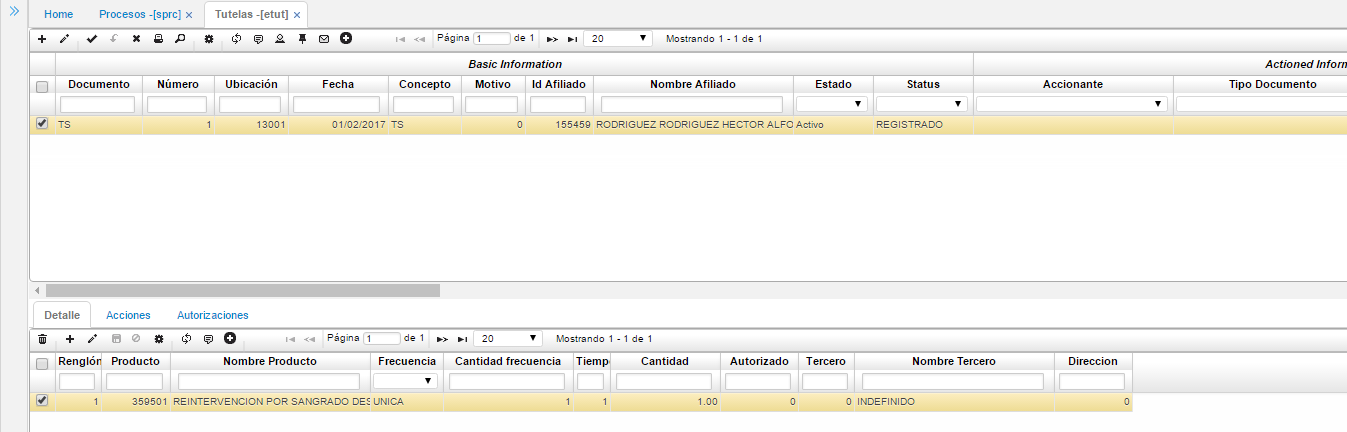 Home Procesos -[sprc] Tutelas -[etut]
Página 1 de 1 20 Mostrando 1 - 1 de 1
Basic Information Actioned Inforn
Documento Número Ubicación Fecha Concepto Motivo Id Afiliado Nombre Afiliado Estado Status Accionante Tipo Documento
TS 1 13001 01/02/2017 TS 0 155459 RODRIGUEZ RODRIGUEZ HECTOR ALFO Activo REGISTRADO
Detalle Acciones Autorizaciones
Página 1 de 1 20 Mostrando 1 - 1 de 1
Renglón Producto Nombre Producto Frecuencia Cantidad frecuencia Tiemp Cantidad Autorizado Tercero Nombre Tercero Direccion
1 359501 REINTERVENCION POR SANGRADO DES UNICA 1 1 1.00 0 0 INDEFINIDO 0